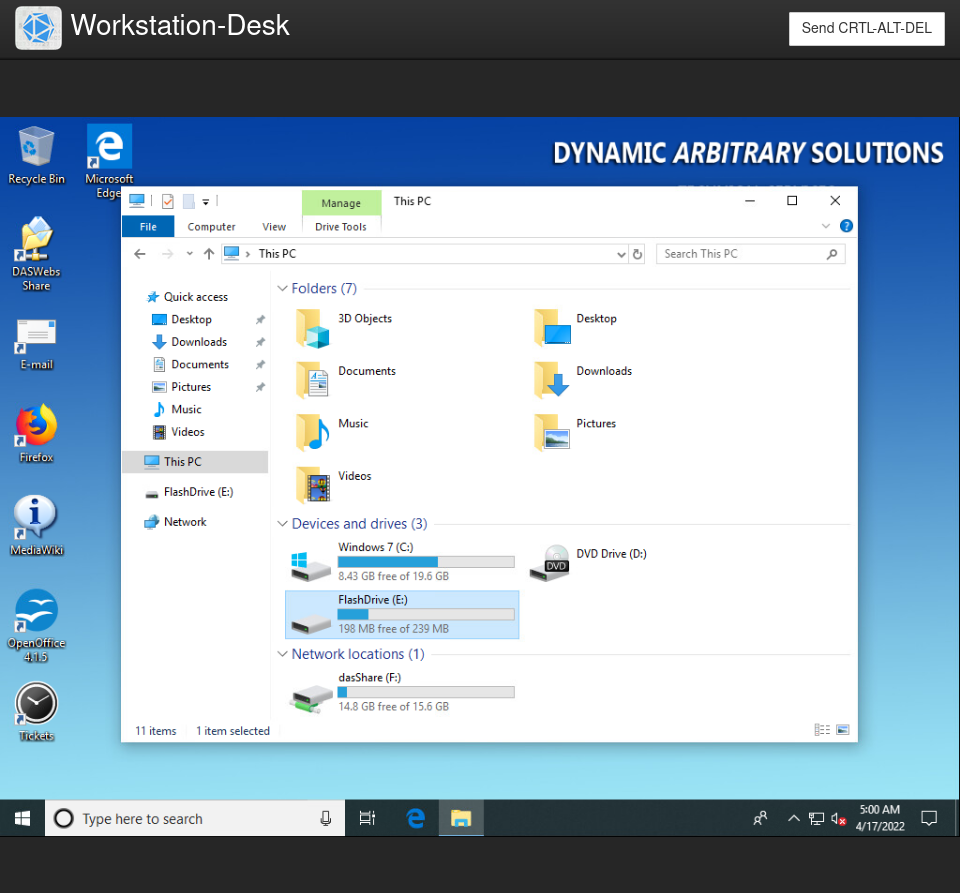 Workstation-Desk
Send CRTL-ALT-DEL
DYNAMIC ARBITRARY SOLUTIONS
Recycle Bin
Microsoft Edge
DASWebs Share
E-mail
Firefox
MediaWiki
OpenOffice 4.1.5
Tickets
Manage
This PC
File
Computer
View
Drive Tools
This PC
Search This PC
Quick access
Desktop
Downloads
Documents
Pictures
Music
Videos
This PC
FlashDrive (E:)
Network
Folders (7)
3D Objects
Desktop
Documents
Downloads
Music
Pictures
Videos
Devices and drives (3)
Windows 7 (C:)
8.43 GB free of 19.6 GB
DVD Drive (D:)
DVD
FlashDrive (E:)
198 MB free of 239 MB
Network locations (1)
dasShare (F:)
14.8 GB free of 15.6 GB
11 items
1 item selected
Type here to search
5:00 AM
4/17/2022